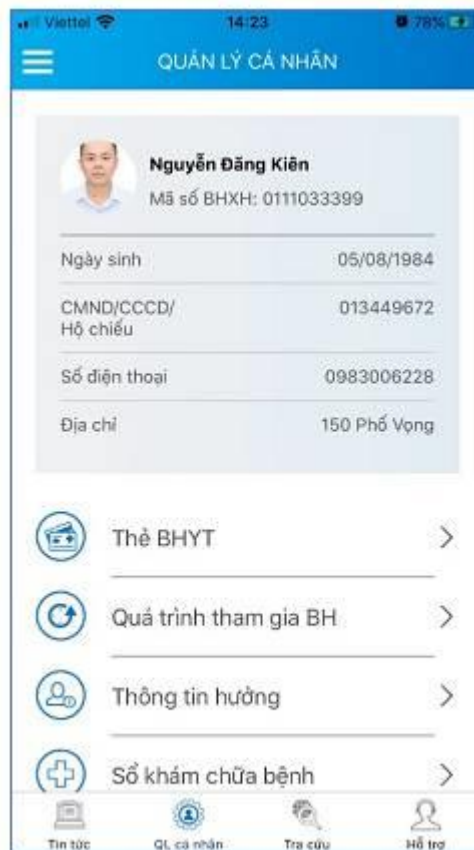 Viettel 14:23 78%
QUẢN LÝ CÁ NHÂN
Nguyễn Đăng Kiên
Mã số BHXH: 0111033399
Ngày sinh 05/08/1984
CMND/CCCD/ 013449672
Hộ chiếu
Số điện thoại 0983006228
Địa chỉ 150 Phố Vọng
Thẻ BHYT
Quá trình tham gia BH
Thông tin hưởng
Sổ khám chữa bệnh
Tin tức QL cá nhân Tra cứu Hỗ trợ